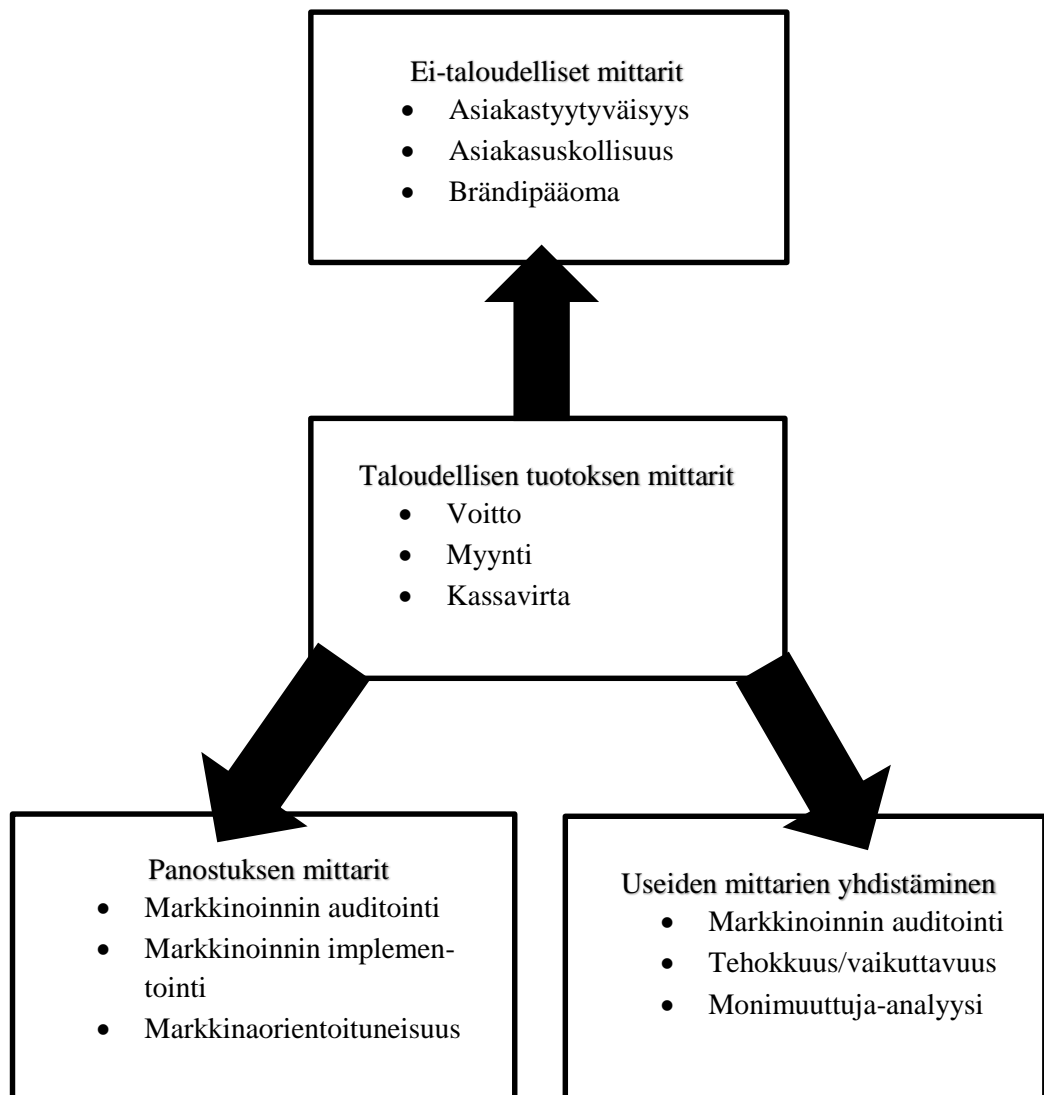 Ei-taloudelliset mittarit
• Asiakastyytyväisyys
• Asiakasuskollisuus
• Brändipääoma
Taloudellisen tuotoksen mittarit
• Voitto
• Myynti
• Kassavirta
Panostuksen mittarit
• Markkinoinnin auditointi
• Markkinoinnin implemen-
tointi
• Markkinaorientoituneisuus
Useiden mittarien yhdistäminen
• Markkinoinnin auditointi
• Tehokkuus/vaikuttavuus
• Monimuuttuja-analyysi